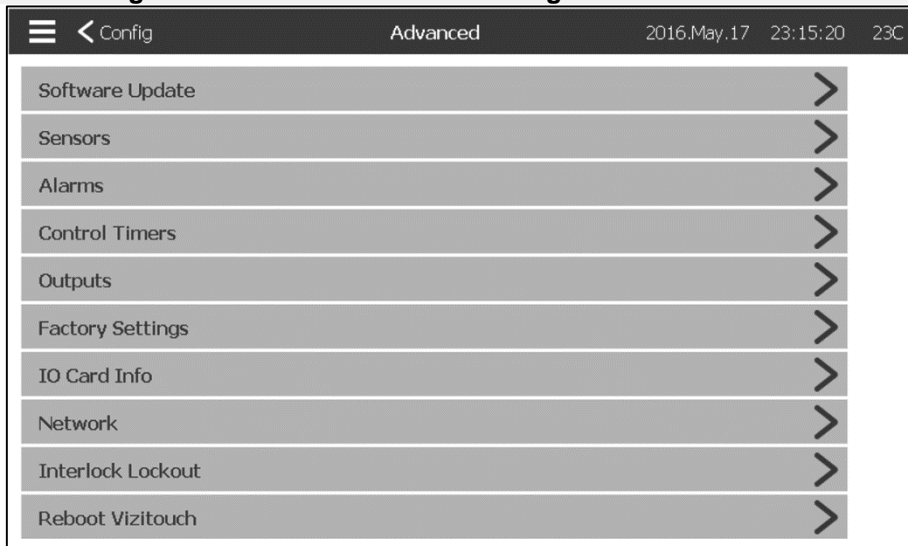 Config Advanced 2016.May.17 23:15:20 23C
Software Update
Sensors
Alarms
Control Timers
Outputs
Factory Settings
IO Card Info
Network
Interlock Lockout
Reboot Vizitouch